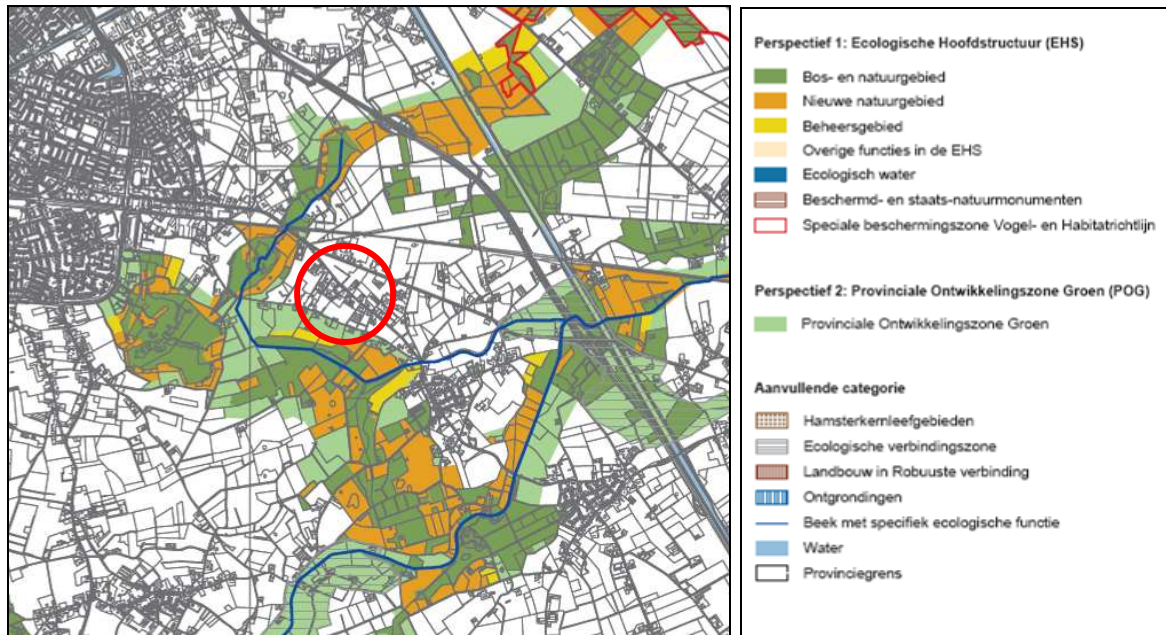 Perspectief 1: Ecologische Hoofdstructuur (EHS)
Bos- en natuurgebied
Nieuwe natuurgebied
Beheersgebied
Overige functies in de EHS
Ecologisch water
Beschermd- en staats-natuurmonumenten
Speciale beschermingszone Vogel- en Habitatrichtlijn
Perspectief 2: Provinciale Ontwikkelingszone Groen (POG)
Provinciale Ontwikkelingszone Groen
Aanvullende categorie
Hamsterkernleefgebieden
Ecologische verbindingszone
Landbouw in Robuuste verbinding
Ontgrondingen
Beek met specifiek ecologische functie
Water
Provinciegrens